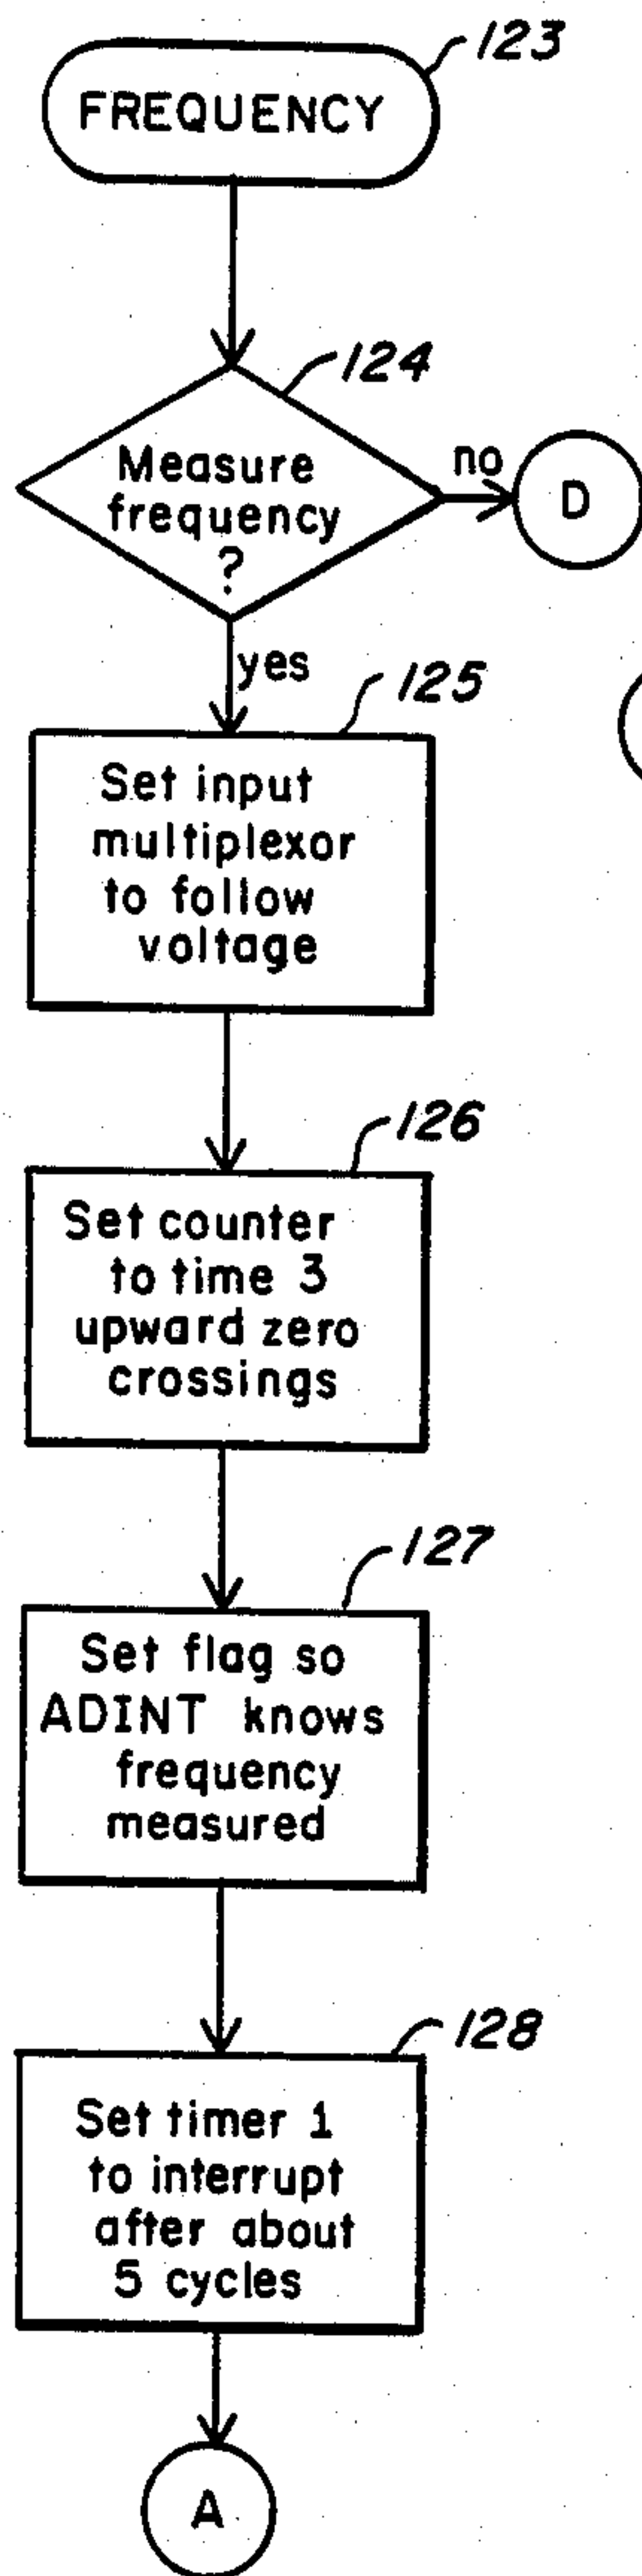 123
FREQUENCY
124
Measure
frequency
?
no
D
yes
125
Set input
multiplexor
to follow
voltage
126
Set counter
to time 3
upward zero
crossings
127
Set flag so
ADINT knows
frequency
measured
128
Set timer 1
to interrupt
after about
5 cycles
A